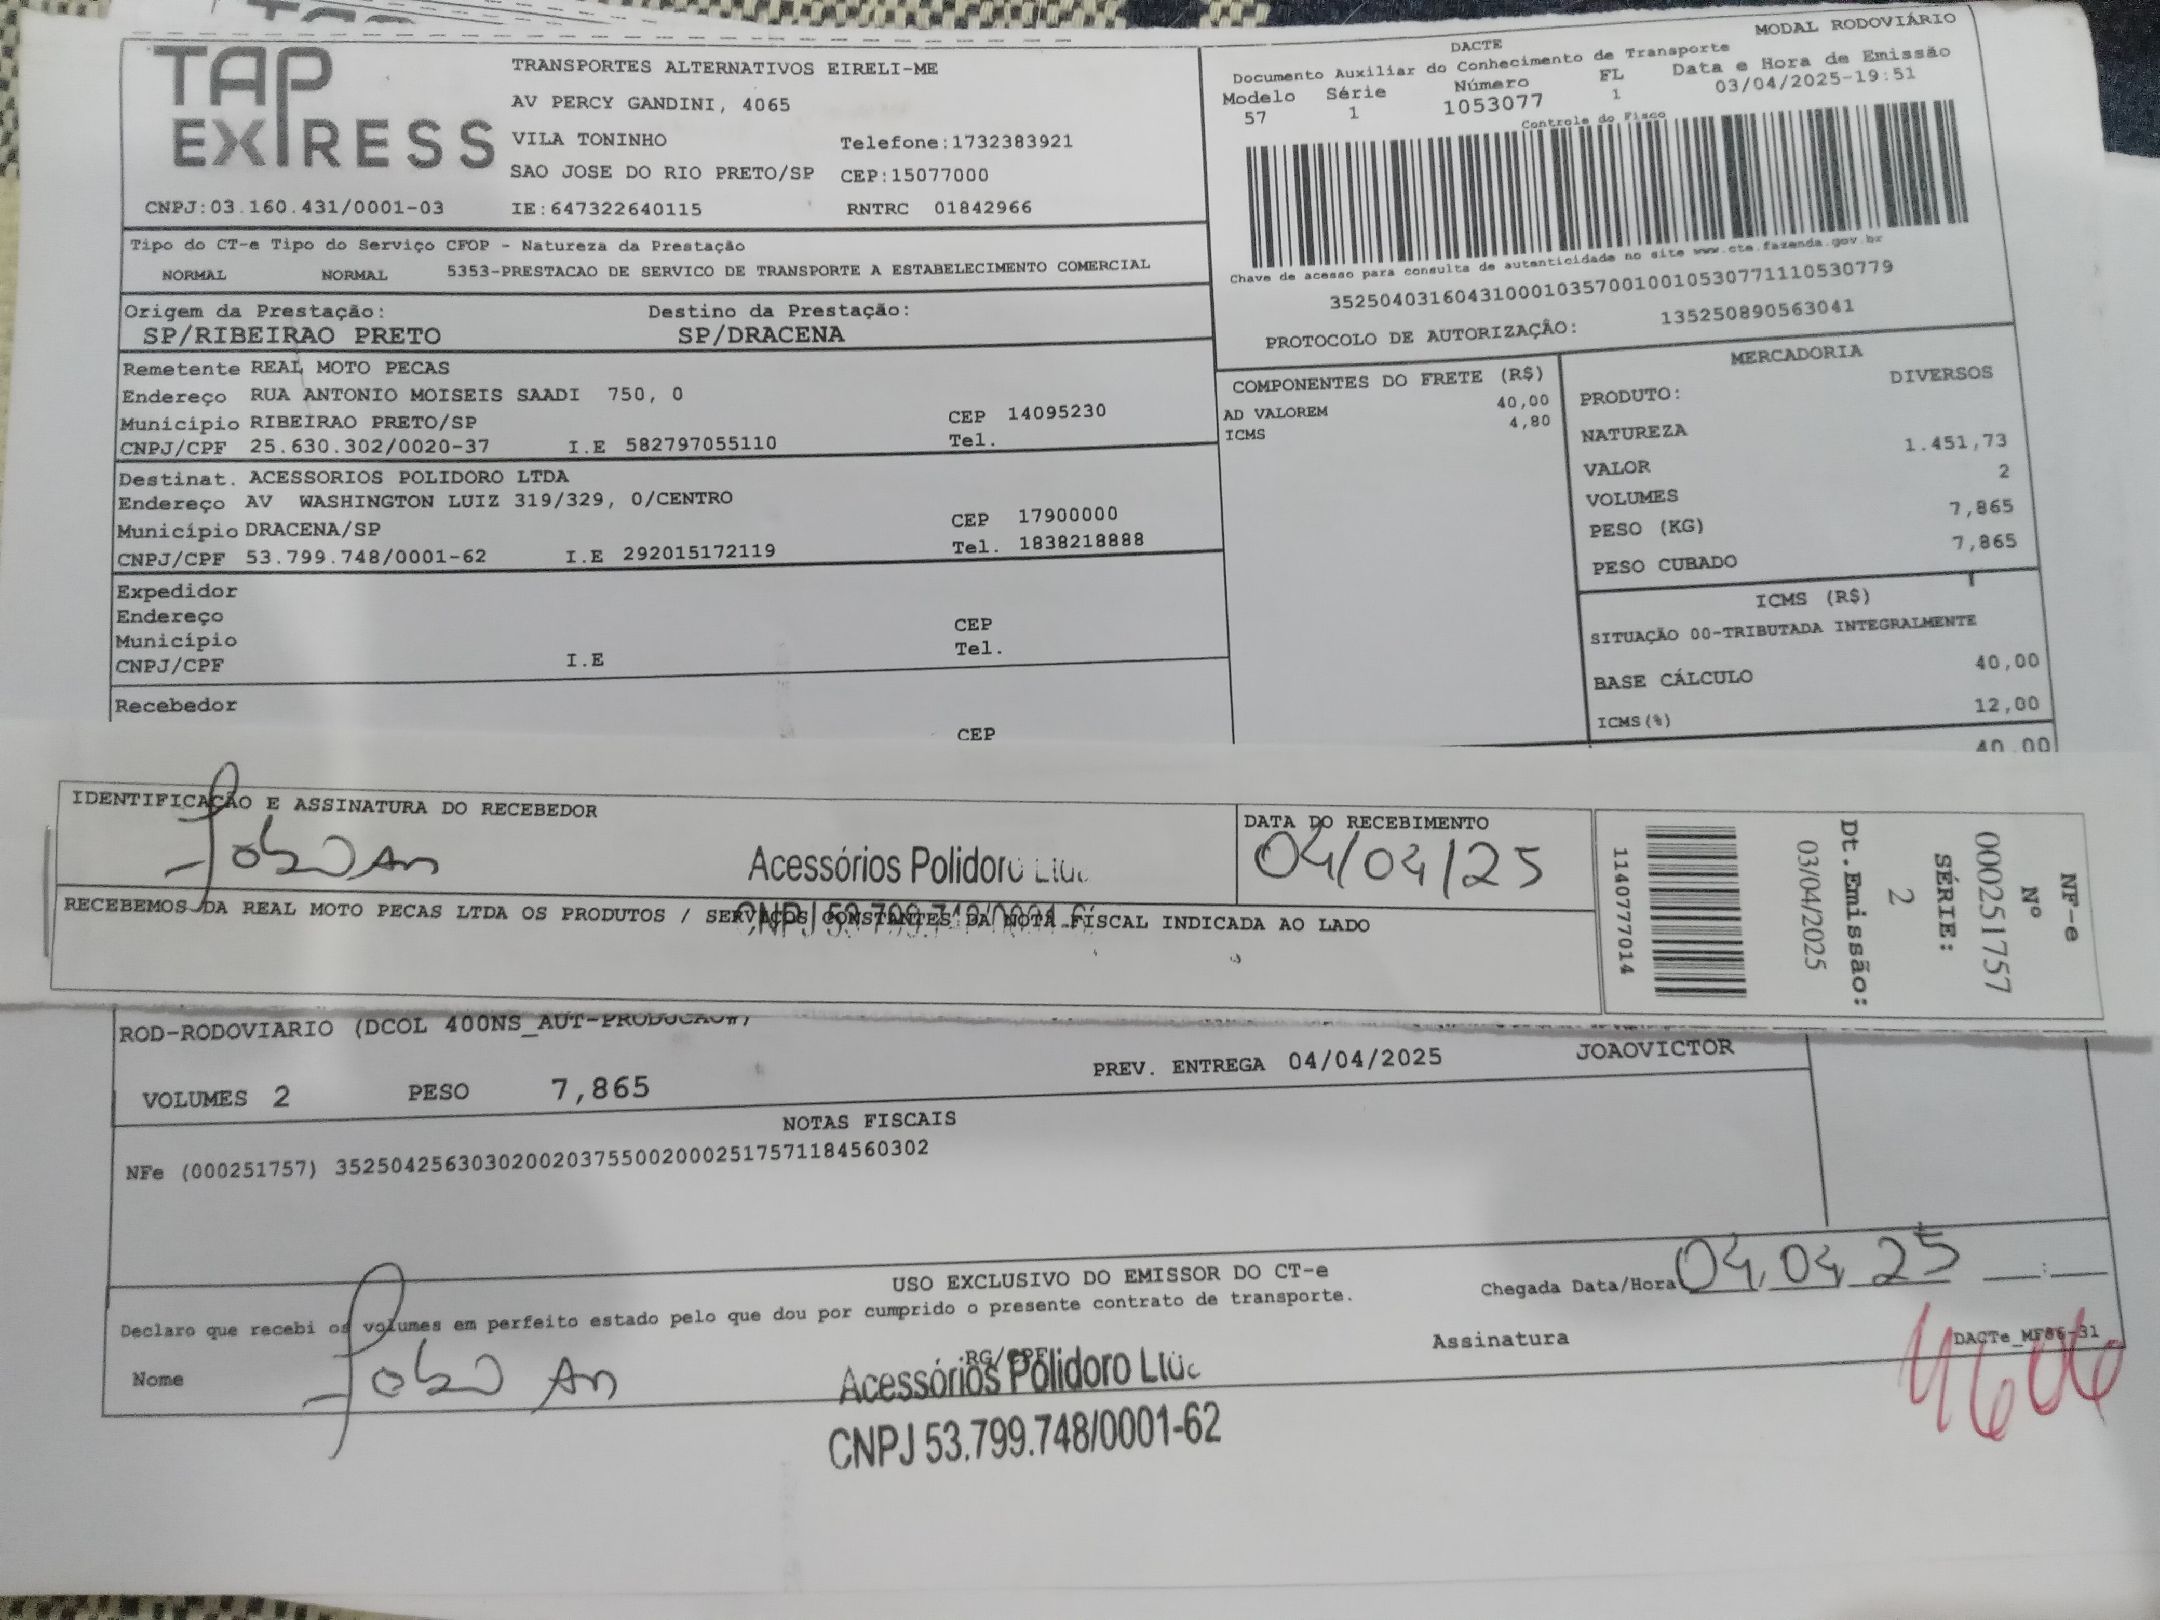 TAP EXPRESS
TRANSPORTES ALTERNATIVOS EIRELI-ME
AV PERCY GANDINI, 4065
VILA TONINHO Telefone:1732383921
SAO JOSE DO RIO PRETO/SP CEP:15077000
CNPJ:03.160.431/0001-03 IE:647322640115 RNTRC 01842966
MODAL RODOVIÁRIO
DACTE
Documento Auxiliar do Conhecimento de Transporte
Modelo Série Número FL Data e Hora de Emissão
57 1 1053077 1 03/04/2025-19:51
Controle do Fisco
Chave de acesso para consulta de autenticidade no site www.cte.fazenda.gov.br
35250403160431000103570010010530771110530779
PROTOCOLO DE AUTORIZAÇÃO: 135250890563041
Tipo do CT-e Tipo do Serviço CFOP - Natureza da Prestação
NORMAL NORMAL 5353-PRESTACAO DE SERVICO DE TRANSPORTE A ESTABELECIMENTO COMERCIAL
Origem da Prestação: Destino da Prestação:
SP/RIBEIRAO PRETO SP/DRACENA
Remetente REAL MOTO PECAS
Endereço RUA ANTONIO MOISEIS SAADI 750, 0
Município RIBEIRAO PRETO/SP CEP 14095230
CNPJ/CPF 25.630.302/0020-37 I.E 582797055110 Tel.
Destinat. ACESSORIOS POLIDORO LTDA
Endereço AV WASHINGTON LUIZ 319/329, 0/CENTRO
Município DRACENA/SP CEP 17900000
CNPJ/CPF 53.799.748/0001-62 I.E 292015172119 Tel. 1838218888
Expedidor
Endereço
Município CEP
CNPJ/CPF I.E Tel.
Recebedor
CEP
COMPONENTES DO FRETE (R$)
AD VALOREM 40,00
ICMS 4,80
MERCADORIA
PRODUTO: DIVERSOS
NATUREZA
VALOR 1.451,73
VOLUMES 2
PESO (KG) 7,865
PESO CUBADO 7,865
ICMS (R$)
SITUAÇÃO 00-TRIBUTADA INTEGRALMENTE
BASE CÁLCULO 40,00
ICMS(%) 12,00
40,00
IDENTIFICAÇÃO E ASSINATURA DO RECEBEDOR
Acessórios Polidoro
DATA DO RECEBIMENTO
04/04/25
RECEBEMOS DA REAL MOTO PECAS LTDA OS PRODUTOS / SERVAÇOS CONSTANTES DA NOTA FISCAL INDICADA AO LADO
NF-e
Nº
000251757
SÉRIE:
2
Dt.Emissão:
03/04/2025
1140777014
ROD-RODOVIARIO (DCOL 400NS_AUT-PRODUCAO#)
VOLUMES 2 PESO 7,865 PREV. ENTREGA 04/04/2025 JOAOVICTOR
NOTAS FISCAIS
NFe (000251757) 35250425630302002037550020002517571184560302
USO EXCLUSIVO DO EMISSOR DO CT-e
Declaro que recebi os volumes em perfeito estado pelo que dou por cumprido o presente contrato de transporte.
Chegada Data/Hora 04,04,25 __:__
Nome RG/CPF Assinatura
DACTe_MF86-31
Acessórios Polidoro
CNPJ 53.799.748/0001-62